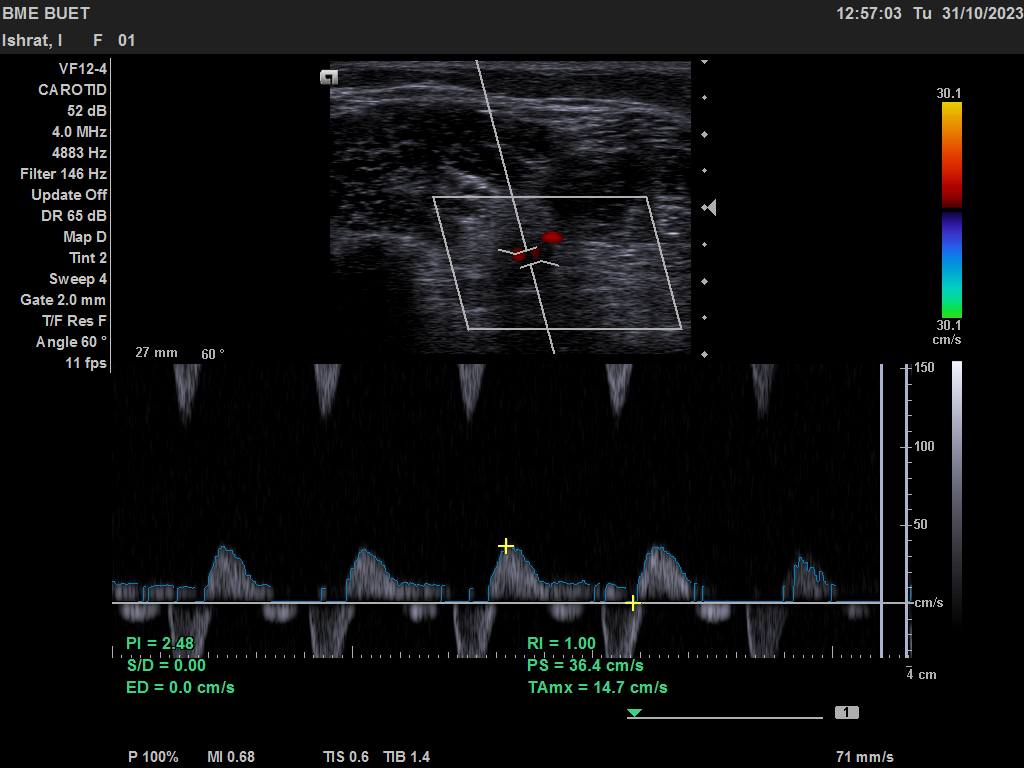 BME BUET 12:57:03 Tu 31/10/2023
Ishrat, I F 01
VF12-4
CAROTID
52 dB
4.0 MHz
4883 Hz
Filter 146 Hz
Update Off
DR 65 dB
Map D
Tint 2
Sweep 4
Gate 2.0 mm
T/F Res F
Angle 60 °
11 fps
30.1
30.1
cm/s
27 mm 60 °
150
100
50
cm/s
4 cm
PI = 2.48
S/D = 0.00
ED = 0.0 cm/s
RI = 1.00
PS = 36.4 cm/s
TAmx = 14.7 cm/s
1
P 100% MI 0.68 TIS 0.6 TIB 1.4 71 mm/s